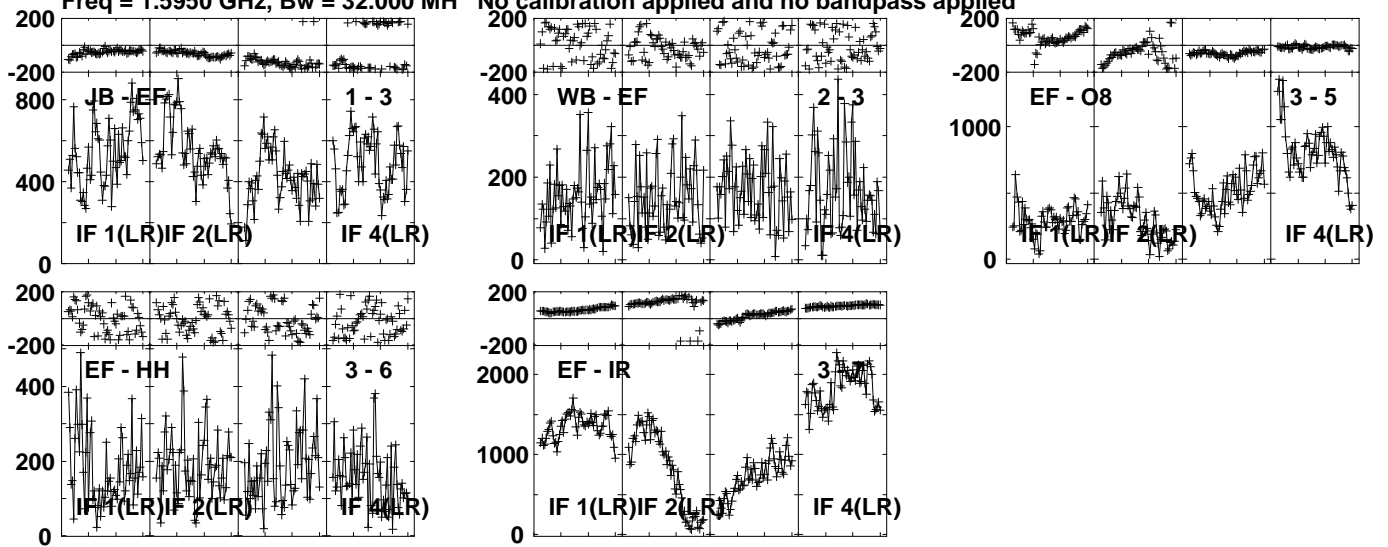 Freq = 1.5950 GHz, Bw = 32.000 MH No calibration applied and no bandpass applied
200
-200
800
400
0
JB - EF 1 - 3
IF 1(LR) IF 2(LR) IF 4(LR)
200
-200
400
200
0
WB - EF 2 - 3
IF 1(LR) IF 2(LR) IF 4(LR)
200
-200
1000
0
EF - O8 3 - 5
IF 1(LR) IF 2(LR) IF 4(LR)
200
-200
400
200
0
EF - HH 3 - 6
IF 1(LR) IF 2(LR) IF 4(LR)
200
-200
2000
1000
0
EF - IR 3 - 7
IF 1(LR) IF 2(LR) IF 4(LR)